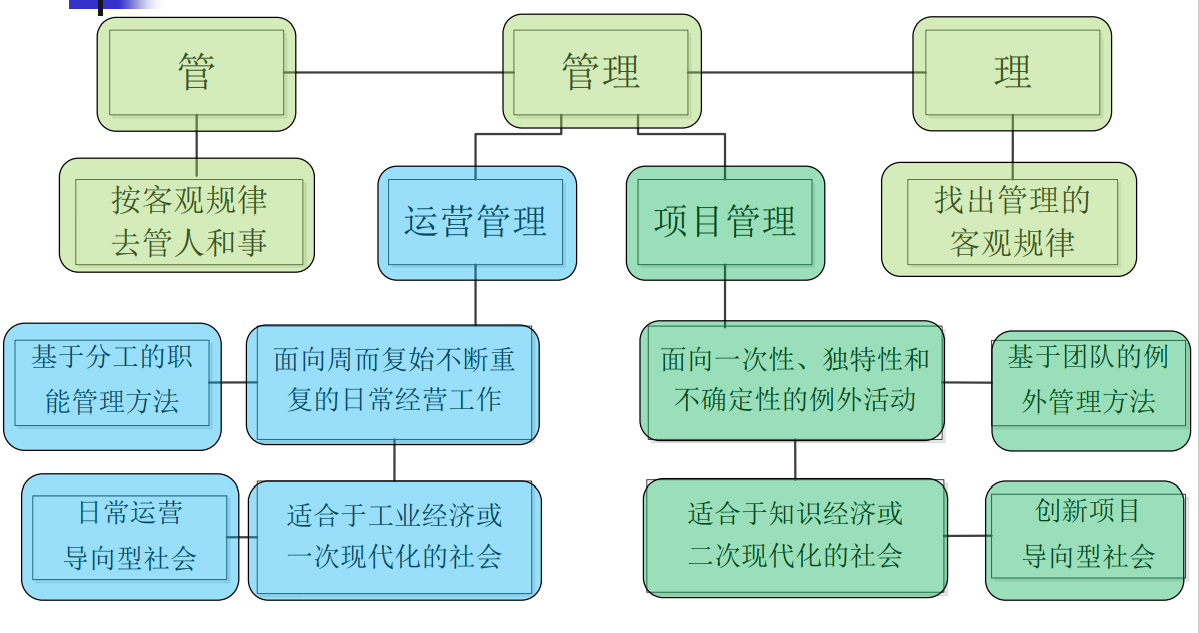 管
管理
理
按客观规律
去管人和事
运营管理
项目管理
找出管理的
客观规律
基于分工的职
能管理方法
面向周而复始不断重
复的日常经营工作
面向一次性、独特性和
不确定性的例外活动
基于团队的例
外管理方法
日常运营
导向型社会
适合于工业经济或
一次现代化的社会
适合于知识经济或
二次现代化的社会
创新项目
导向型社会